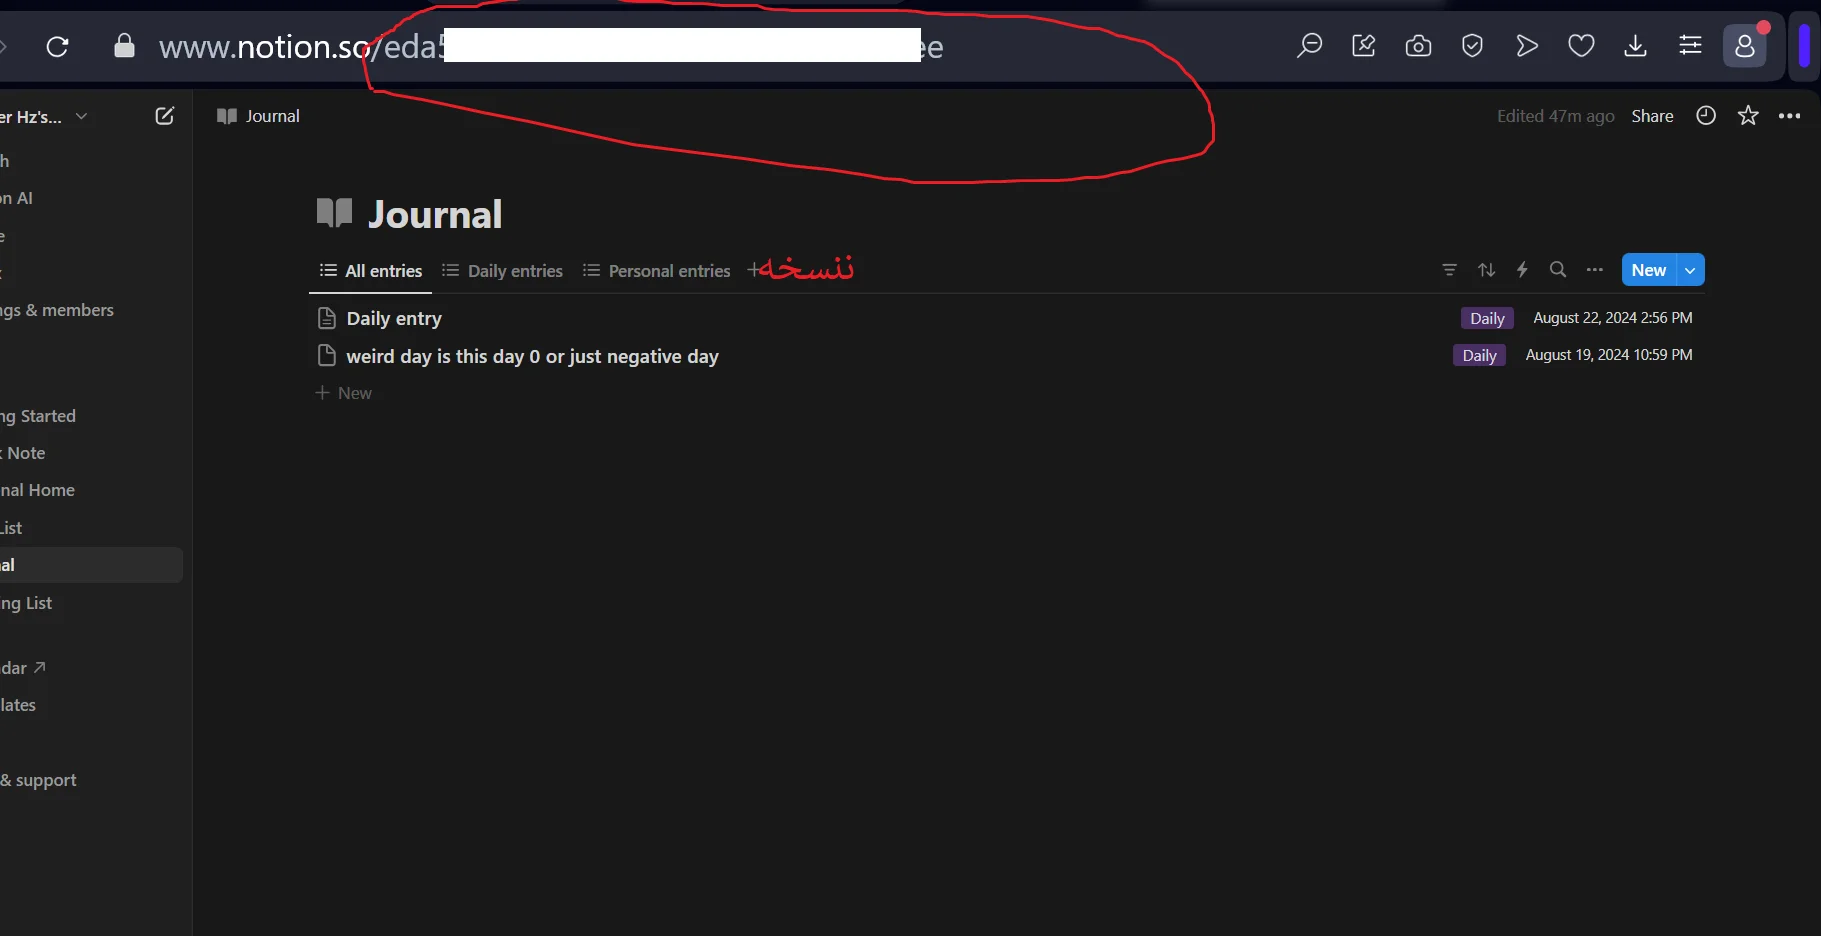 www.notion.so/eda5 ee
er Hz's...
Journal
Edited 47m ago Share
h
on AI
e
ngs & members
ng Started
k Note
nal Home
List
al
ng List
dar
lates
& support
Journal
All entries Daily entries Personal entries
ننسخه
New
Daily entry Daily August 22, 2024 2:56 PM
weird day is this day 0 or just negative day Daily August 19, 2024 10:59 PM
New